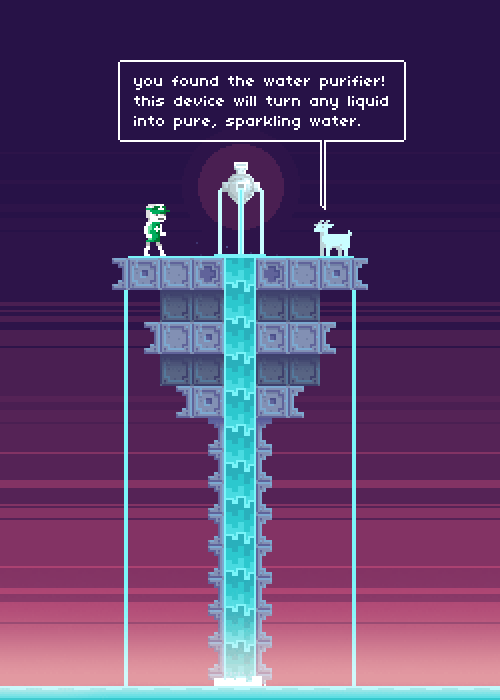 you found the water purifier!
this device will turn any liquid
into pure, sparkling water.